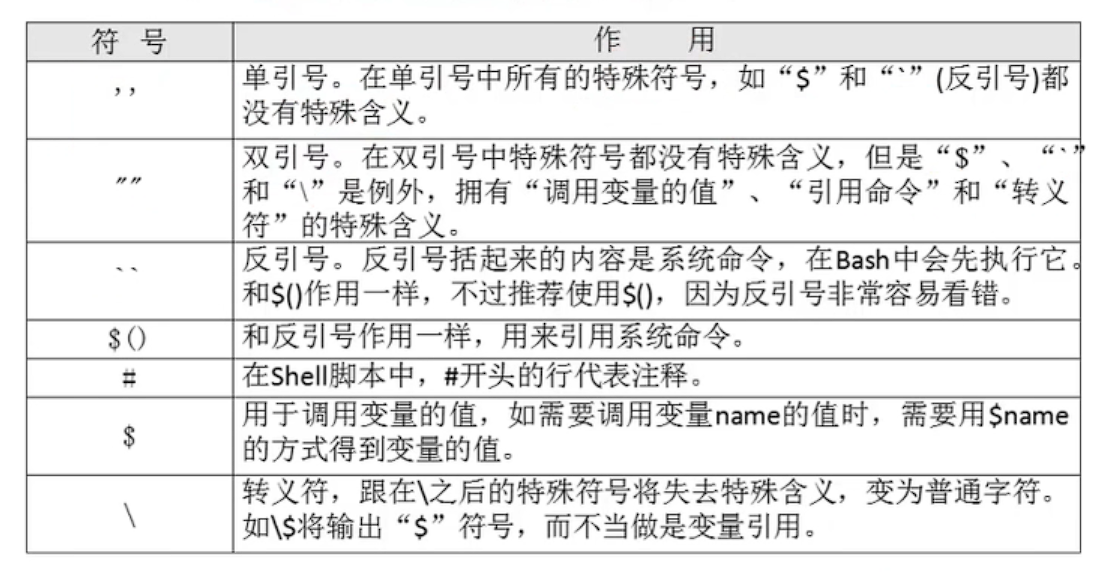 符 号 作 用
’’ 单引号。在单引号中所有的特殊符号，如“$”和“`”(反引号)都
没有特殊含义。
"" 双引号。在双引号中特殊符号都没有特殊含义，但是“$”、“`”
和“\”是例外，拥有“调用变量的值”、“引用命令”和“转义
符”的特殊含义。
`` 反引号。反引号括起来的内容是系统命令，在Bash中会先执行它。
和$()作用一样，不过推荐使用$()，因为反引号非常容易看错。
$() 和反引号作用一样，用来引用系统命令。
# 在Shell脚本中，#开头的行代表注释。
$ 用于调用变量的值，如需要调用变量name的值时，需要用$name
的方式得到变量的值。
\ 转义符，跟在\之后的特殊符号将失去特殊含义，变为普通字符。
如\$将输出“$”符号，而不当做是变量引用。